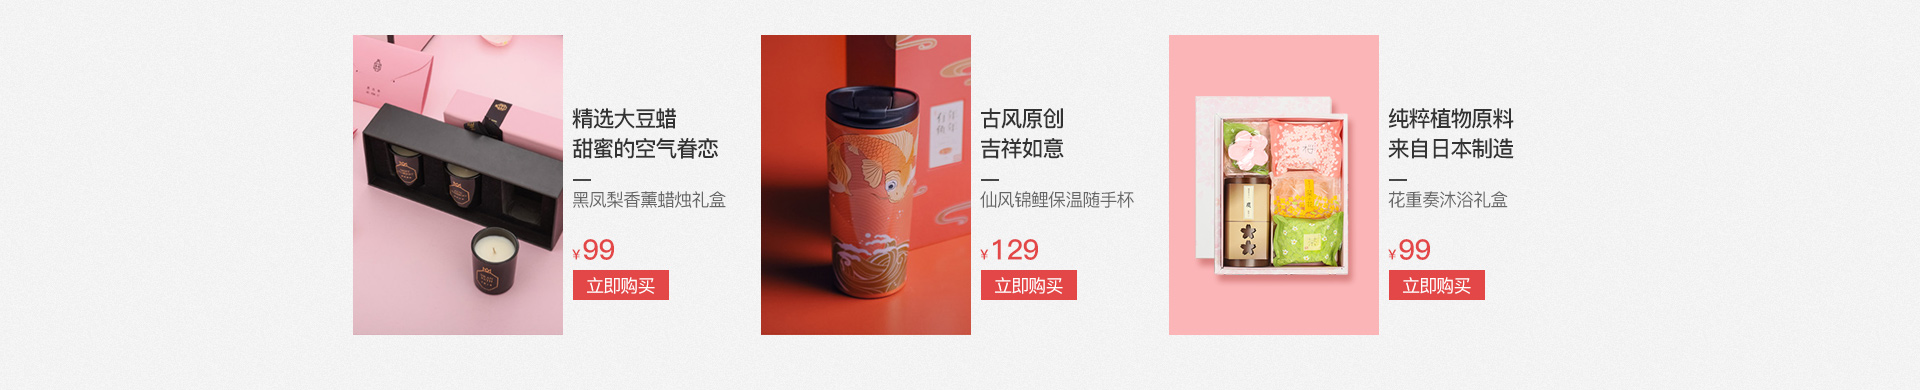 精选大豆蜡
甜蜜的空气眷恋
黑凤梨香薰蜡烛礼盒
¥99
立即购买
古风原创
吉祥如意
仙风锦鲤保温随手杯
¥129
立即购买
纯粹植物原料
来自日本制造
花重奏沐浴礼盒
¥99
立即购买